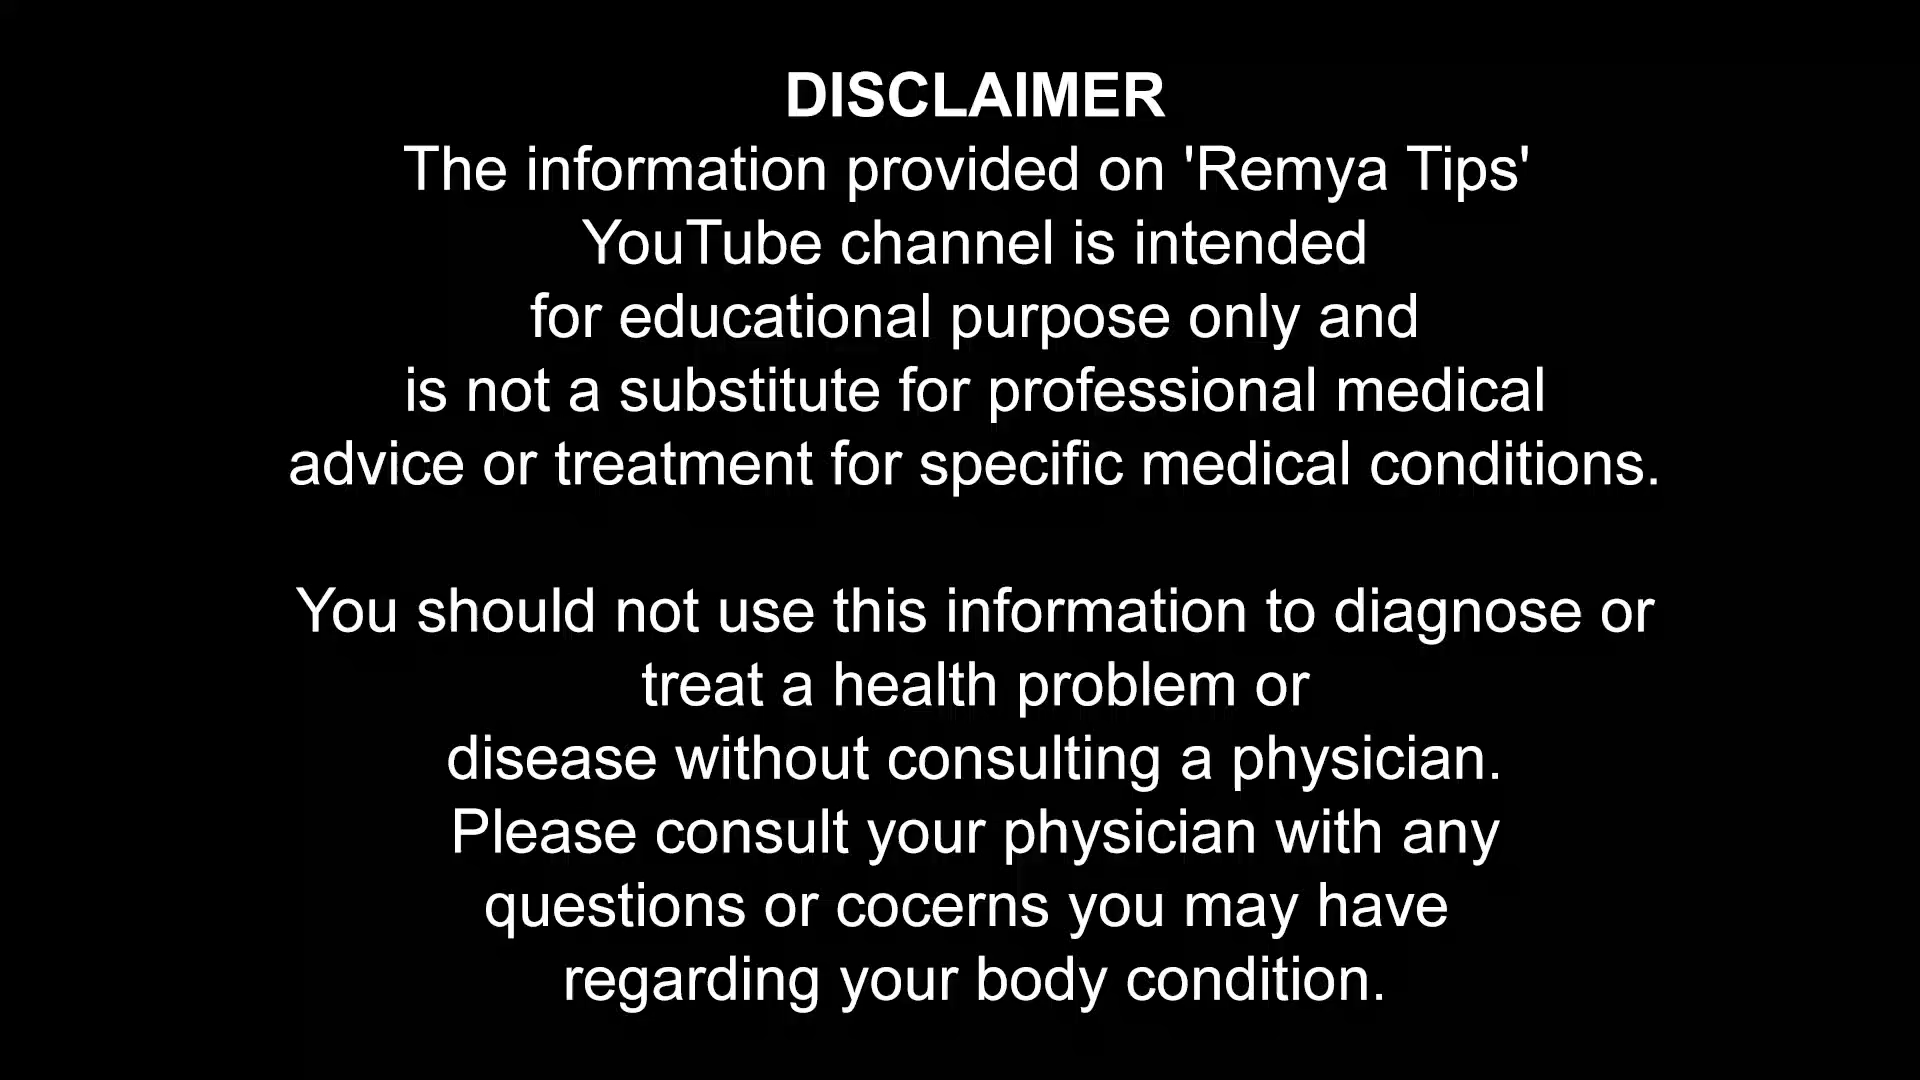 DISCLAIMER
The information provided on 'Remya Tips'
YouTube channel is intended
for educational purpose only and
is not a substitute for professional medical
advice or treatment for specific medical conditions.
You should not use this information to diagnose or
treat a health problem or
disease without consulting a physician.
Please consult your physician with any
questions or cocerns you may have
regarding your body condition.